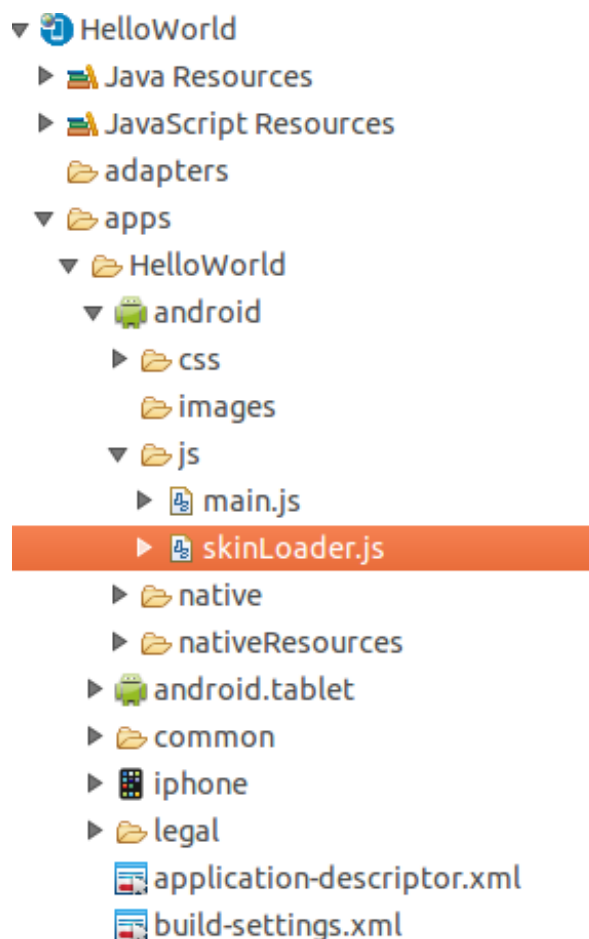 HelloWorld
Java Resources
JavaScript Resources
adapters
apps
HelloWorld
android
css
images
js
main.js
skinLoader.js
native
nativeResources
android.tablet
common
iphone
legal
application-descriptor.xml
build-settings.xml